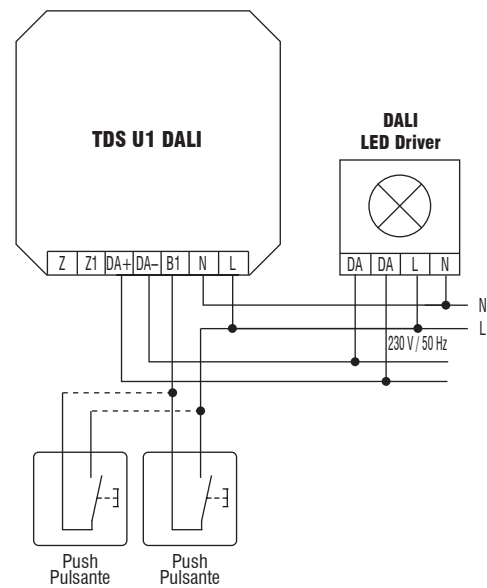 TDS U1 DALI
DALI
LED Driver
Z Z1 DA+ DA– B1 N L
DA DA L N
N
L
230 V / 50 Hz
Push
Pulsante
Push
Pulsante